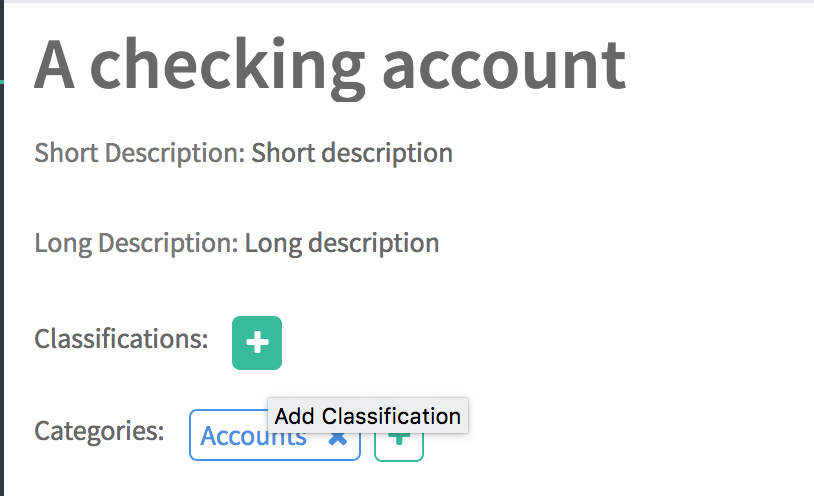 A checking account
Short Description: Short description
Long Description: Long description
Classifications:
Add Classification
Categories: Accounts